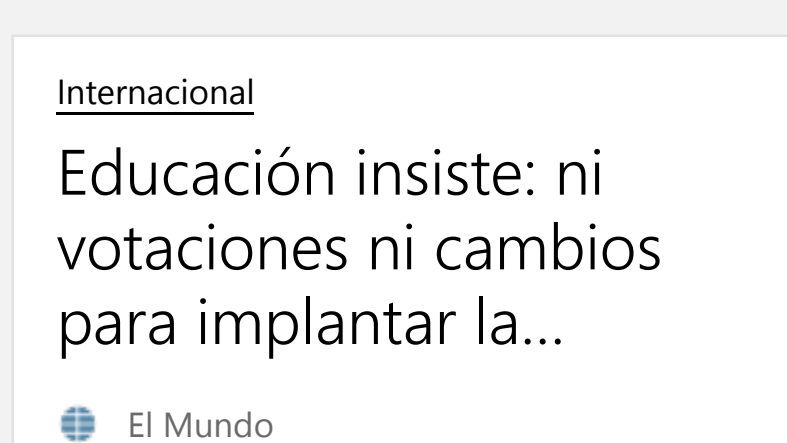 Internacional
Educación insiste: ni
votaciones ni cambios
para implantar la...
El Mundo